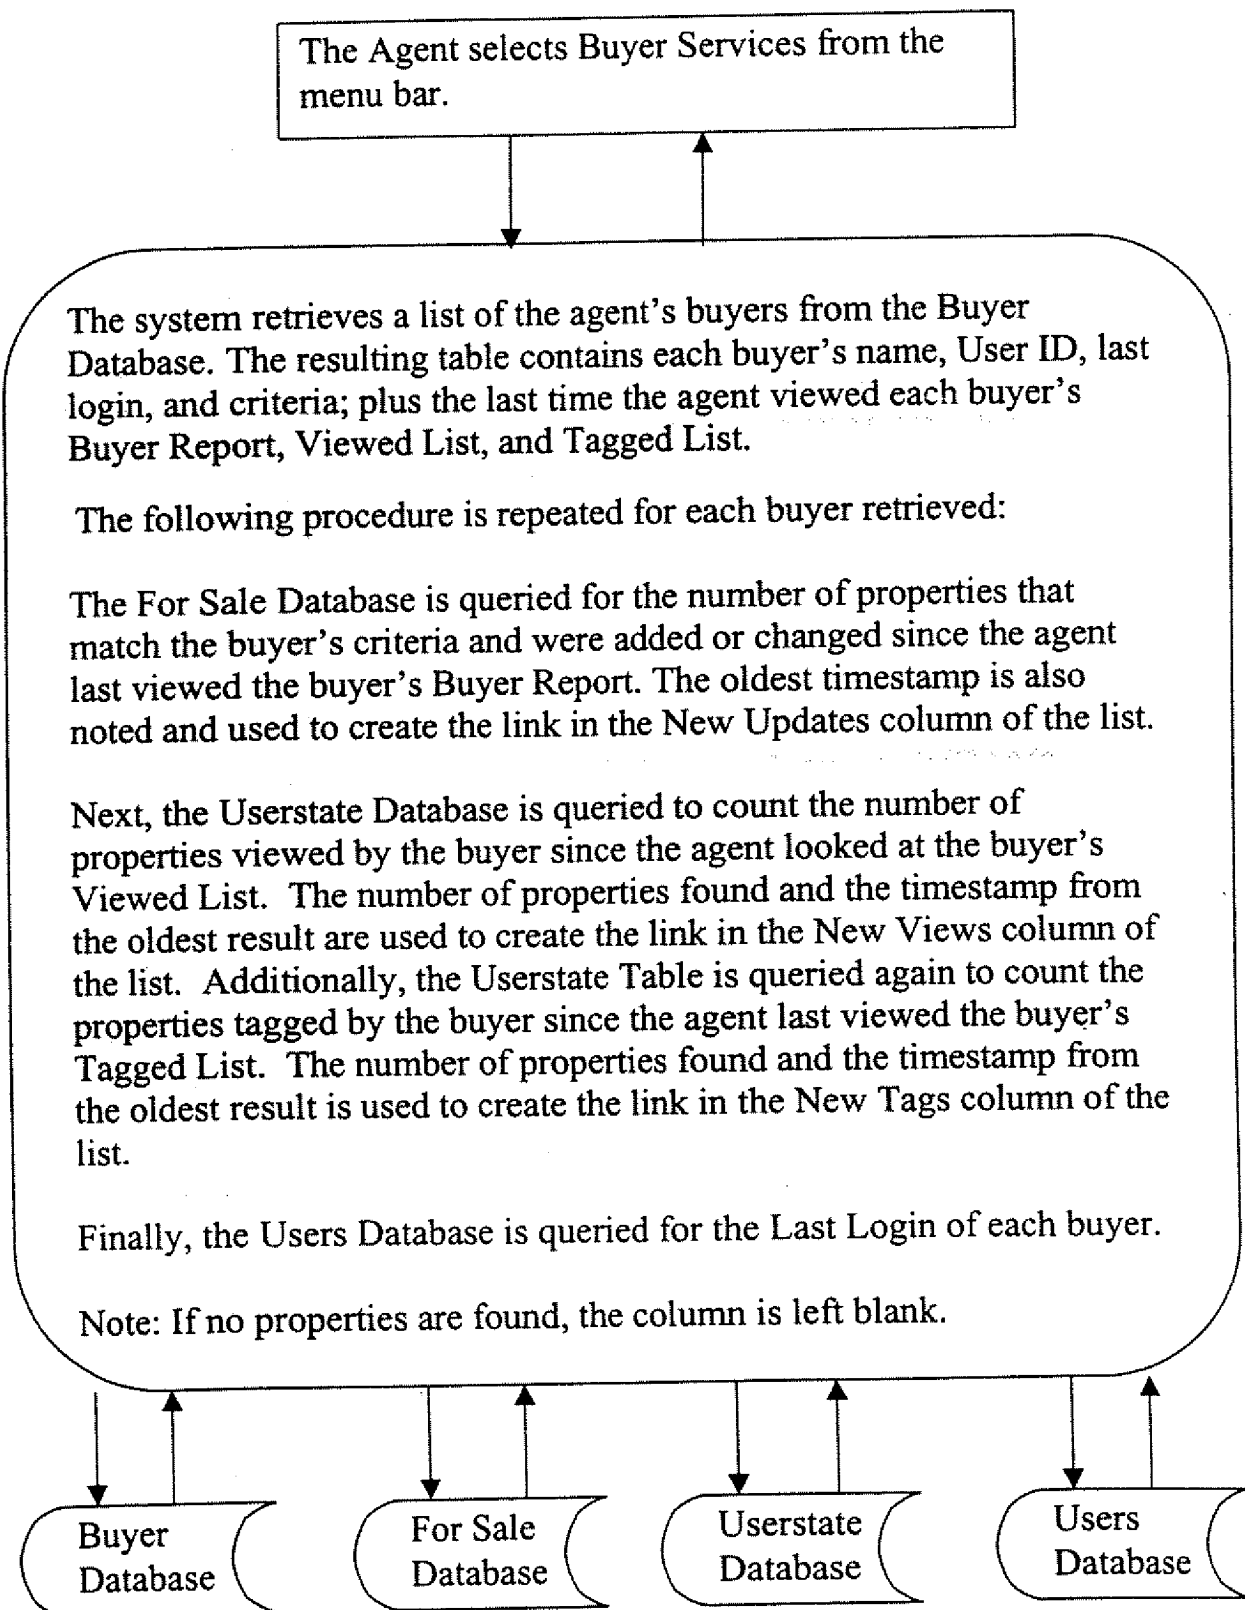 The Agent selects Buyer Services from the
menu bar.
The system retrieves a list of the agent's buyers from the Buyer
Database. The resulting table contains each buyer's name, User ID, last
login, and criteria; plus the last time the agent viewed each buyer's
Buyer Report, Viewed List, and Tagged List.
The following procedure is repeated for each buyer retrieved:
The For Sale Database is queried for the number of properties that
match the buyer's criteria and were added or changed since the agent
last viewed the buyer's Buyer Report. The oldest timestamp is also
noted and used to create the link in the New Updates column of the list.
Next, the Userstate Database is queried to count the number of
properties viewed by the buyer since the agent looked at the buyer's
Viewed List. The number of properties found and the timestamp from
the oldest result are used to create the link in the New Views column of
the list. Additionally, the Userstate Table is queried again to count the
properties tagged by the buyer since the agent last viewed the buyer's
Tagged List. The number of properties found and the timestamp from
the oldest result is used to create the link in the New Tags column of the
list.
Finally, the Users Database is queried for the Last Login of each buyer.
Note: If no properties are found, the column is left blank.
Buyer
Database
For Sale
Database
Userstate
Database
Users
Database